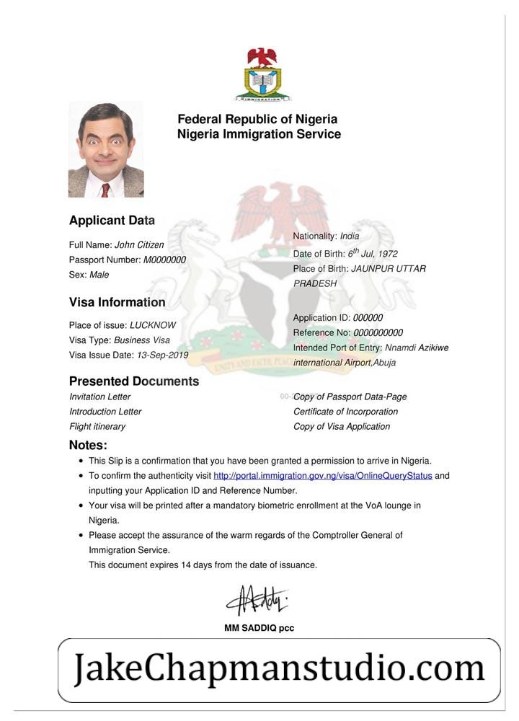 Federal Republic of Nigeria
Nigeria Immigration Service
Applicant Data
Full Name: John Citizen
Passport Number: M0000000
Sex: Male
Nationality: India
Date of Birth: 6th Jul, 1972
Place of Birth: JAUNPUR UTTAR
PRADESH
Visa Information
Place of issue: LUCKNOW
Visa Type: Business Visa
Visa Issue Date: 13-Sep-2019
Application ID: 000000
Reference No: 0000000000
Intended Port of Entry: Nnamdi Azikiwe
international Airport,Abuja
Presented Documents
Invitation Letter
Introduction Letter
Flight itinerary
Copy of Passport Data-Page
Certificate of Incorporation
Copy of Visa Application
Notes:
• This Slip is a confirmation that you have been granted a permission to arrive in Nigeria.
• To confirm the authenticity visit http://portal.immigration.gov.ng/visa/OnlineQueryStatus and
inputting your Application ID and Reference Number.
• Your visa will be printed after a mandatory biometric enrollment at the VoA lounge in
Nigeria.
• Please accept the assurance of the warm regards of the Comptroller General of
Immigration Service.
This document expires 14 days from the date of issuance.
MM SADDIQ pcc
JakeChapmanstudio.com